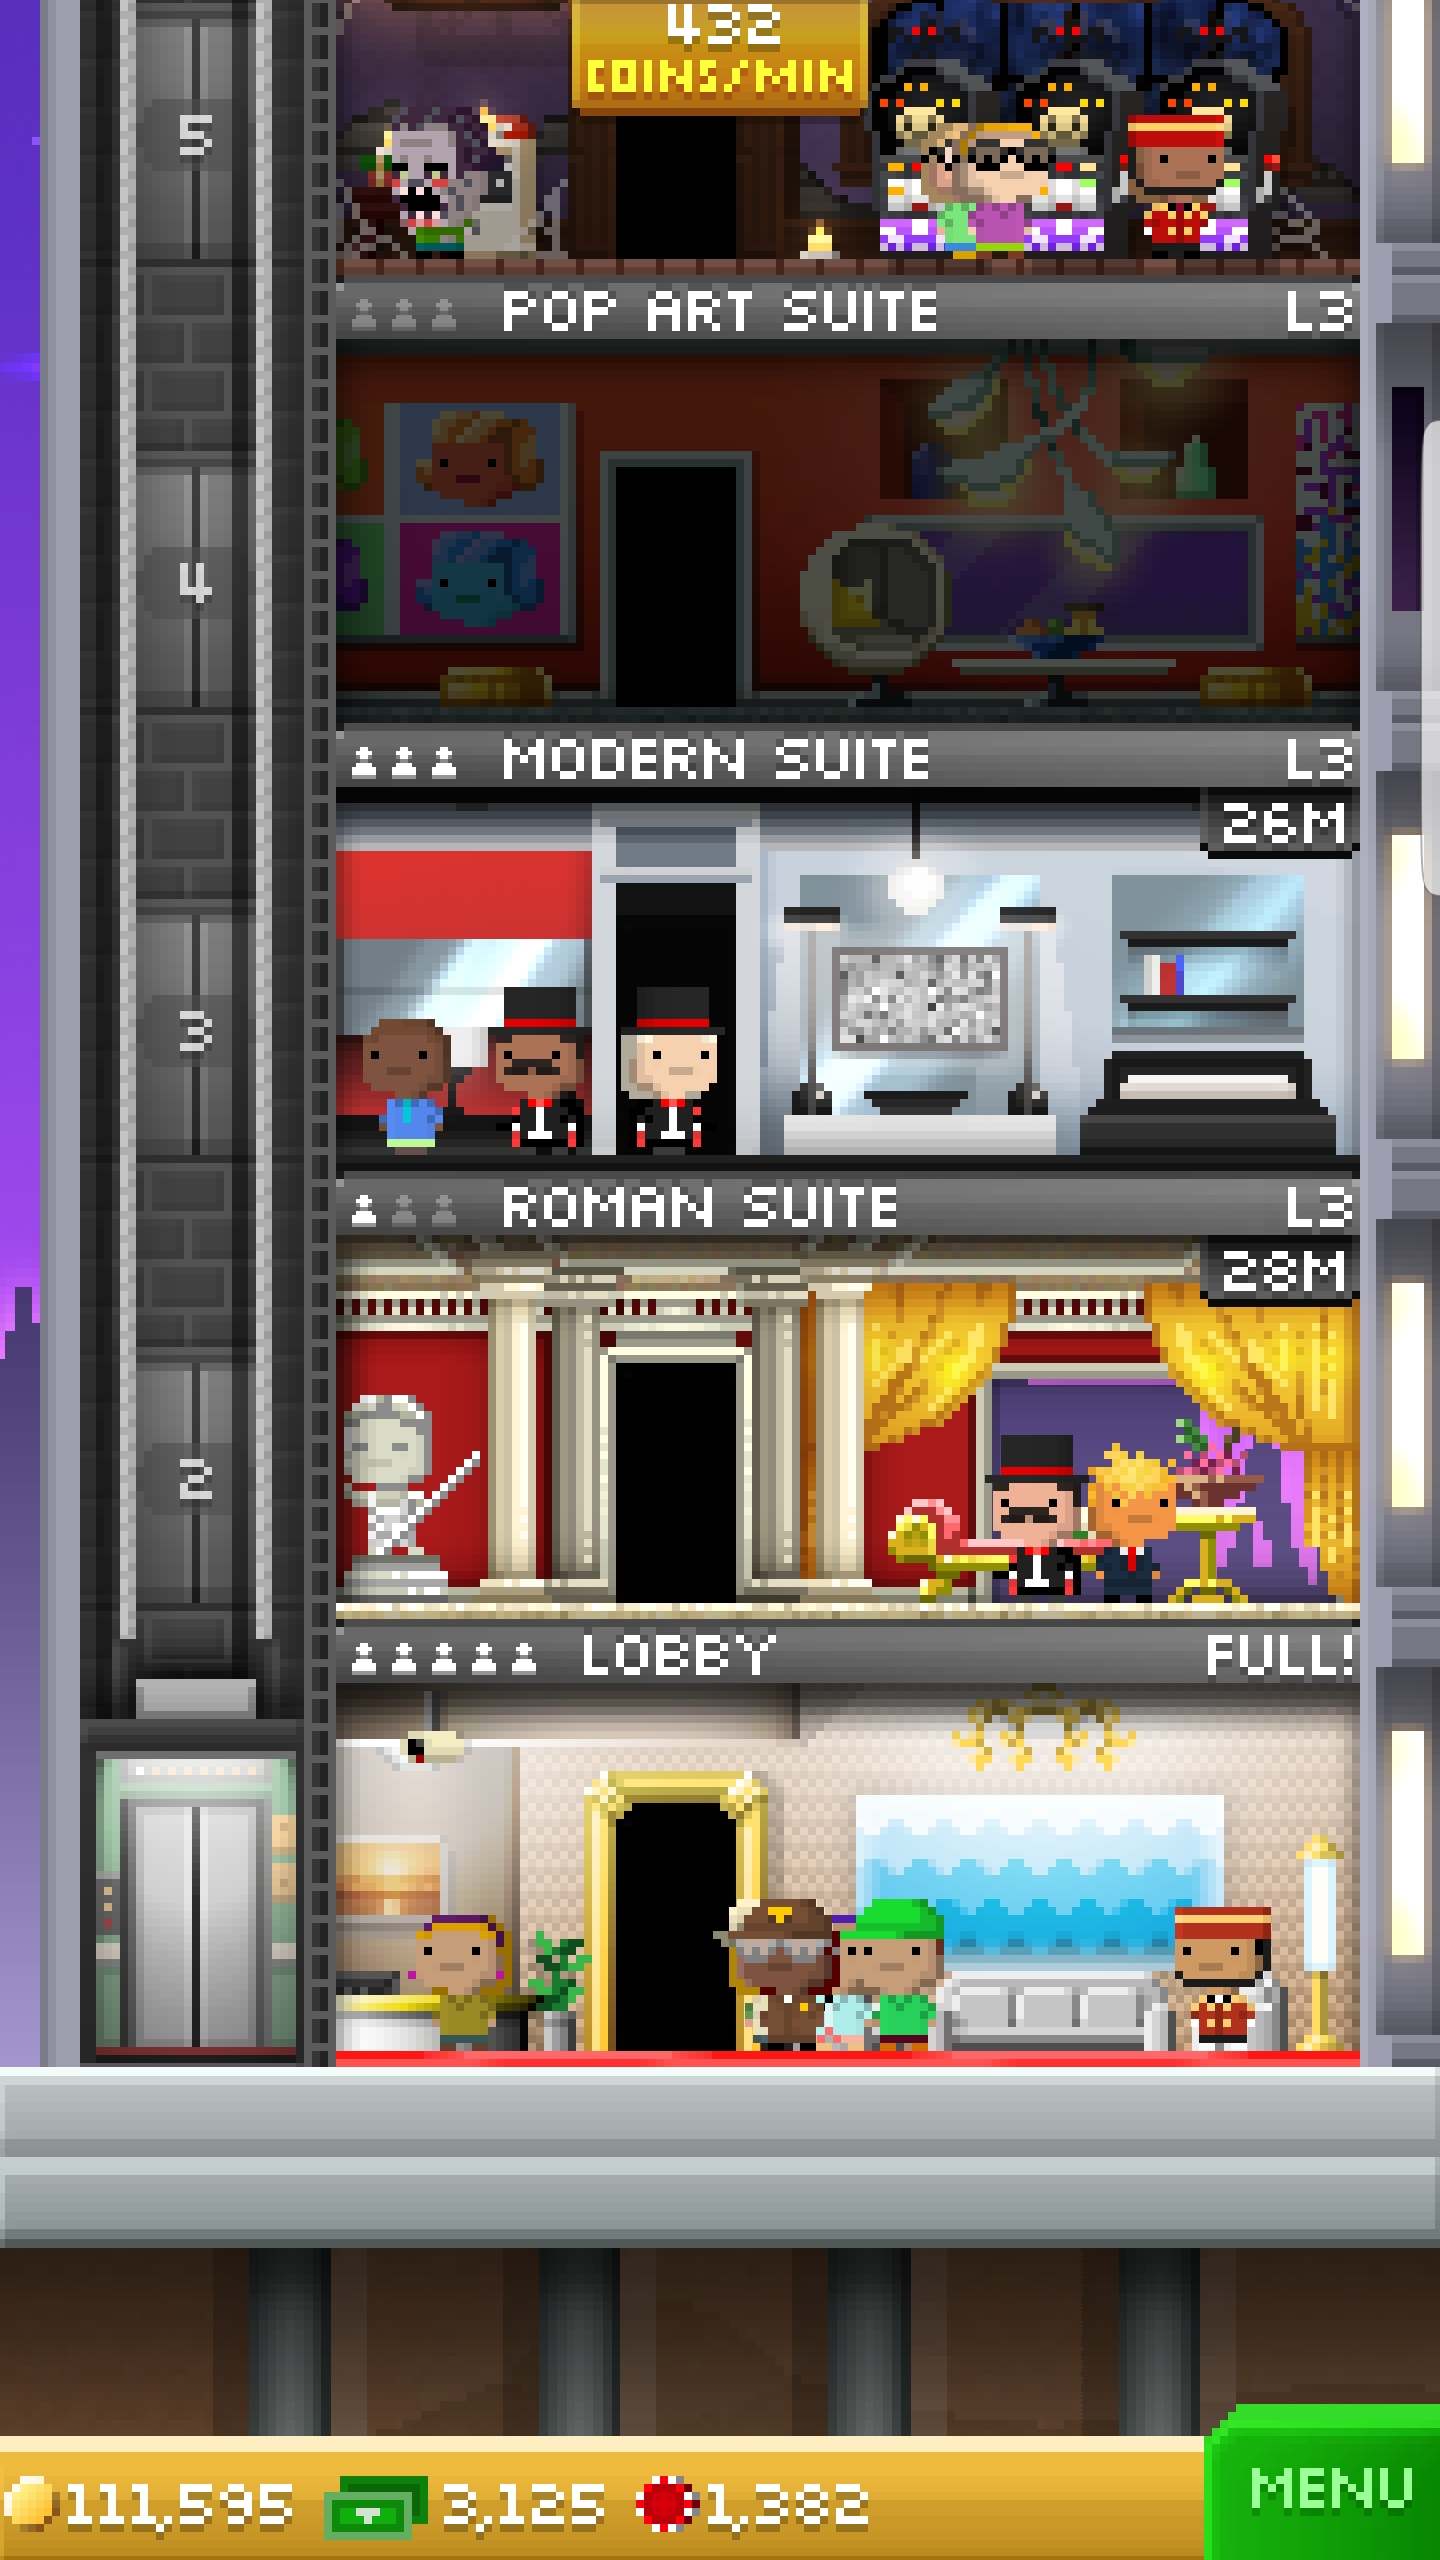 432
COINS/MIN
5
POP ART SUITE L3
4
MODERN SUITE L3
26M
3
ROMAN SUITE L3
28M
2
LOBBY FULL!
111,595 3,125 1,382
MENU